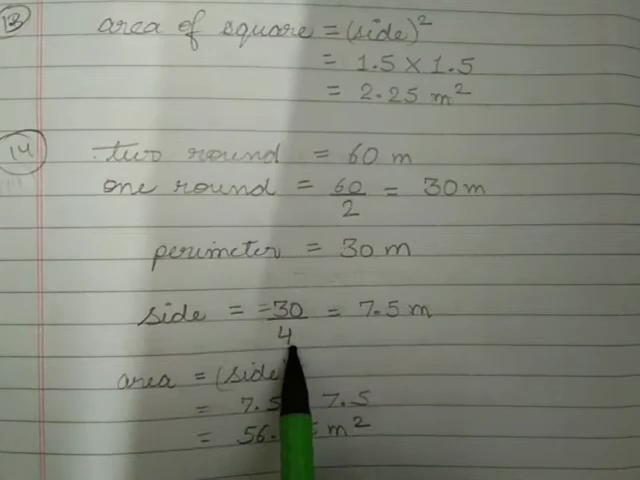 13 area of square = (side)²
= 1.5 × 1.5
= 2.25 m²
14 two round = 60 m
one round = 60/2 = 30 m
perimeter = 30 m
side = = 30/4 = 7.5 m
area = (side
= 7.5 7.5
= 56. m²